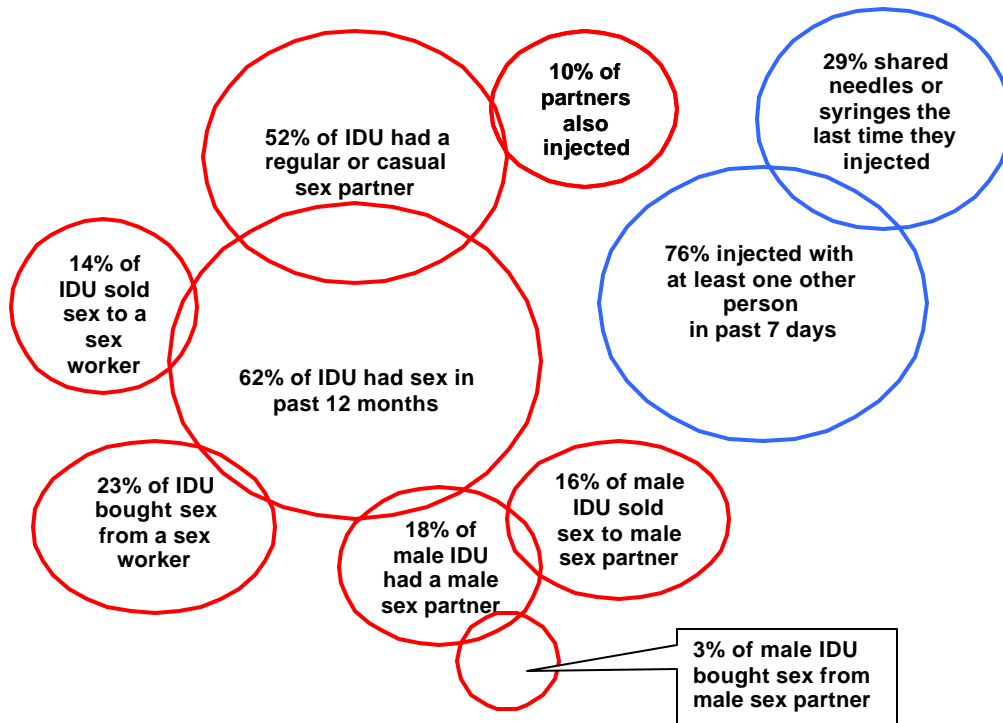 52% of IDU had a
regular or casual
sex partner
10% of
partners
also
injected
29% shared
needles or
syringes the
last time they
injected
14% of
IDU sold
sex to a
sex
worker
76% injected with
at least one other
person
in past 7 days
62% of IDU had sex in
past 12 months
23% of IDU
bought sex
from a sex
worker
18% of
male IDU
had a male
sex partner
16% of male
IDU sold
sex to male
sex partner
3% of male IDU
bought sex from
male sex partner